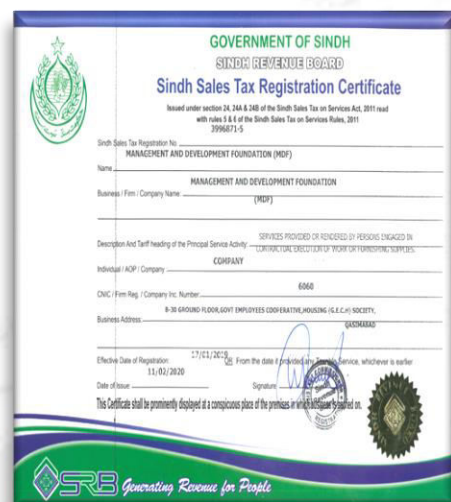 GOVERNMENT OF SINDH
SINDH REVENUE BOARD
Sindh Sales Tax Registration Certificate
Issued under section 24, 24A & 24B of the Sindh Sales Tax on Services Act, 2011 read
with rules 5 & 6 of the Sindh Sales Tax on Services Rules, 2011
3996871-5
Sindh Sales Tax Registration No.
MANAGEMENT AND DEVELOPMENT FOUNDATION (MDF)
Name
MANAGEMENT AND DEVELOPMENT FOUNDATION
Business / Firm / Company Name:
(MDF)
SERVICES PROVIDED OR RENDERED BY PERSONS ENGAGED IN
Description And Tariff heading of the Principal Service Activity:
CONTRACTUAL EXECUTION OF WORK OR FURNISHING SUPPLIES.
COMPANY
Individual / AOP / Company
6060
CNIC / Firm Reg. / Company Inc. Number:
B-30 GROUND FLOOR,GOVT EMPLOYEES COOPERATIVE,HOUSING (G.E.C.H) SOCIETY,
Business Address:
QASIMABAD
17/01/2019
Effective Date of Registration: OR From the date it provided any Taxable Service, whichever is earlier
11/02/2020
Date of Issue Signature
This Certificate shall be prominently displayed at a conspicuous place of the premises in which business is carried on.
SRB Generating Revenue for People